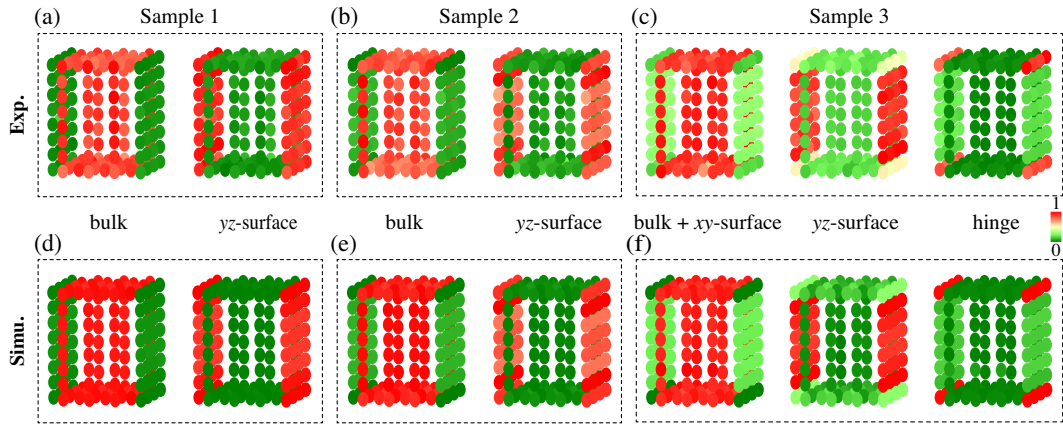 (a) Sample 1 (b) Sample 2 (c) Sample 3
Exp.
bulk yz-surface bulk yz-surface bulk + xy-surface yz-surface hinge
1
0
(d) (e) (f)
Simu.